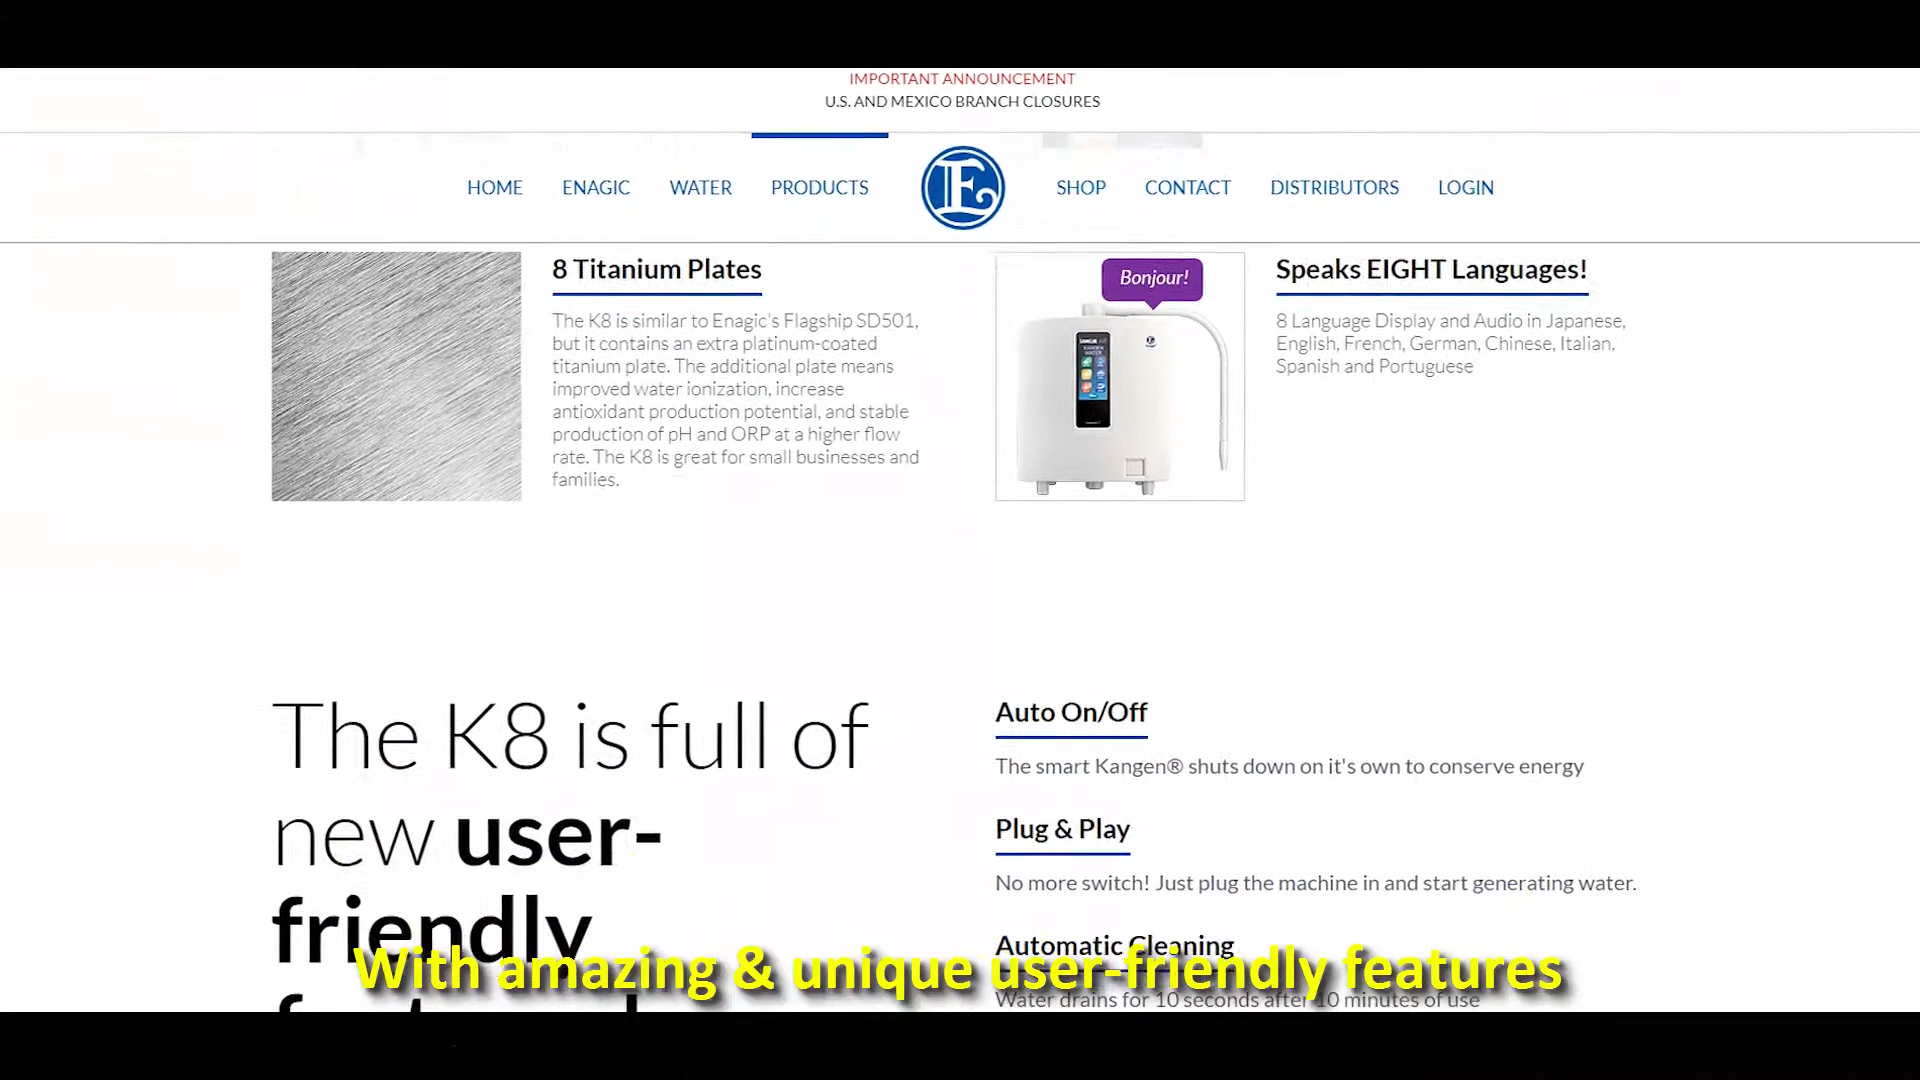 IMPORTANT ANNOUNCEMENT
U.S. AND MEXICO BRANCH CLOSURES
HOME ENAGIC WATER PRODUCTS E SHOP CONTACT DISTRIBUTORS LOGIN
8 Titanium Plates
The K8 is similar to Enagic's Flagship SD501,
but it contains an extra platinum-coated
titanium plate. The additional plate means
improved water ionization, increase
antioxidant production potential, and stable
production of pH and ORP at a higher flow
rate. The K8 is great for small businesses and
families.
Bonjour!
KANGEN
WATER
Speaks EIGHT Languages!
8 Language Display and Audio in Japanese,
English, French, German, Chinese, Italian,
Spanish and Portuguese
The K8 is full of
new user-
friendly
Auto On/Off
The smart Kangen® shuts down on it's own to conserve energy
Plug & Play
No more switch! Just plug the machine in and start generating water.
Automatic Cleaning
Water drains for 10 seconds after 10 minutes of use
With amazing & unique user-friendly features